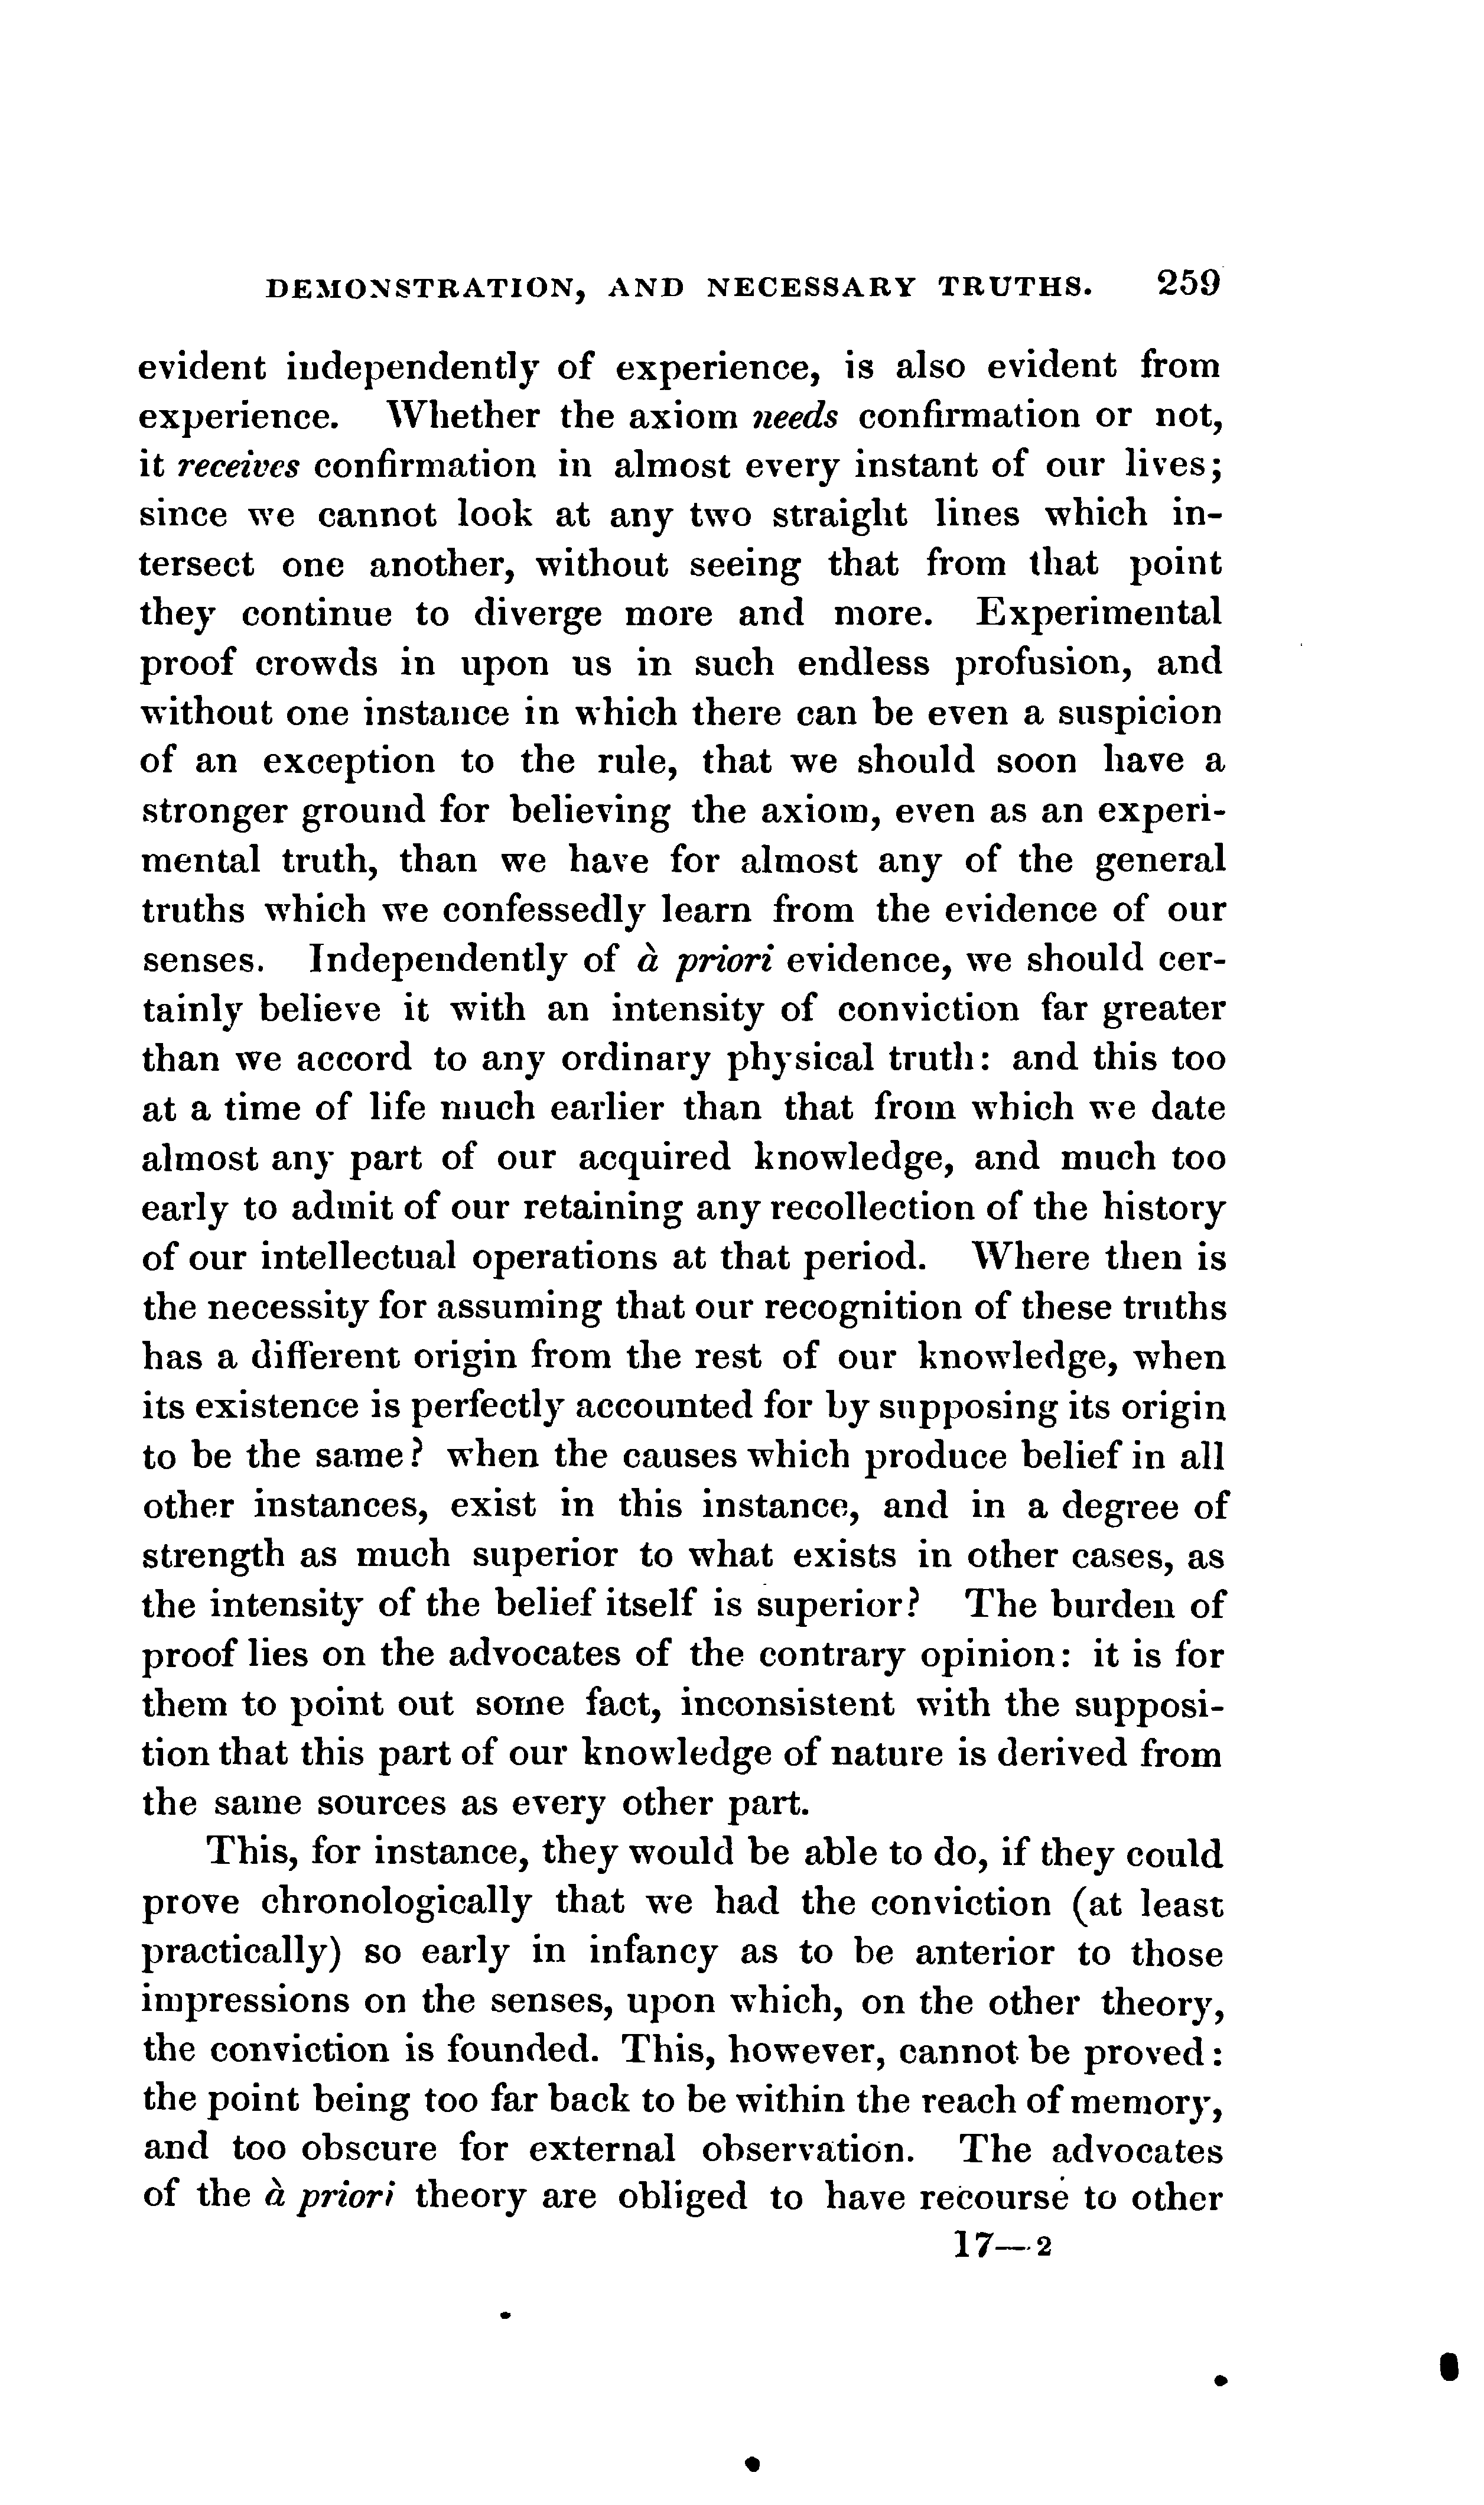 DEMONSTRATION, AND NECESSARY TRUTHS. 259
evident independently of experience, is also evident from
experience. Whether the axiom needs confirmation or not,
it receives confirmation in almost every instant of our lives;
since we cannot look at any two straight lines which in-
tersect one another, without seeing that from that point
they continue to diverge more and more. Experimental
proof crowds in upon us in such endless profusion, and
without one instance in which there can be even a suspicion
of an exception to the rule, that we should soon have a
stronger ground for believing the axiom, even as an experi-
mental truth, than we have for almost any of the general
truths which we confessedly learn from the evidence of our
senses. Independently of à priori evidence, we should cer-
tainly believe it with an intensity of conviction far greater
than we accord to any ordinary physical truth: and this too
at a time of life much earlier than that from which we date
almost any part of our acquired knowledge, and much too
early to admit of our retaining any recollection of the history
of our intellectual operations at that period. Where then is
the necessity for assuming that our recognition of these truths
has a different origin from the rest of our knowledge, when
its existence is perfectly accounted for by supposing its origin
to be the same? when the causes which produce belief in all
other instances, exist in this instance, and in a degree of
strength as much superior to what exists in other cases, as
the intensity of the belief itself is superior? The burden of
proof lies on the advocates of the contrary opinion: it is for
them to point out some fact, inconsistent with the supposi-
tion that this part of our knowledge of nature is derived from
the same sources as every other part.
This, for instance, they would be able to do, if they could
prove chronologically that we had the conviction (at least
practically) so early in infancy as to be anterior to those
impressions on the senses, upon which, on the other theory,
the conviction is founded. This, however, cannot be proved:
the point being too far back to be within the reach of memory,
and too obscure for external observation. The advocates
of the à priori theory are obliged to have recourse to other
17—2